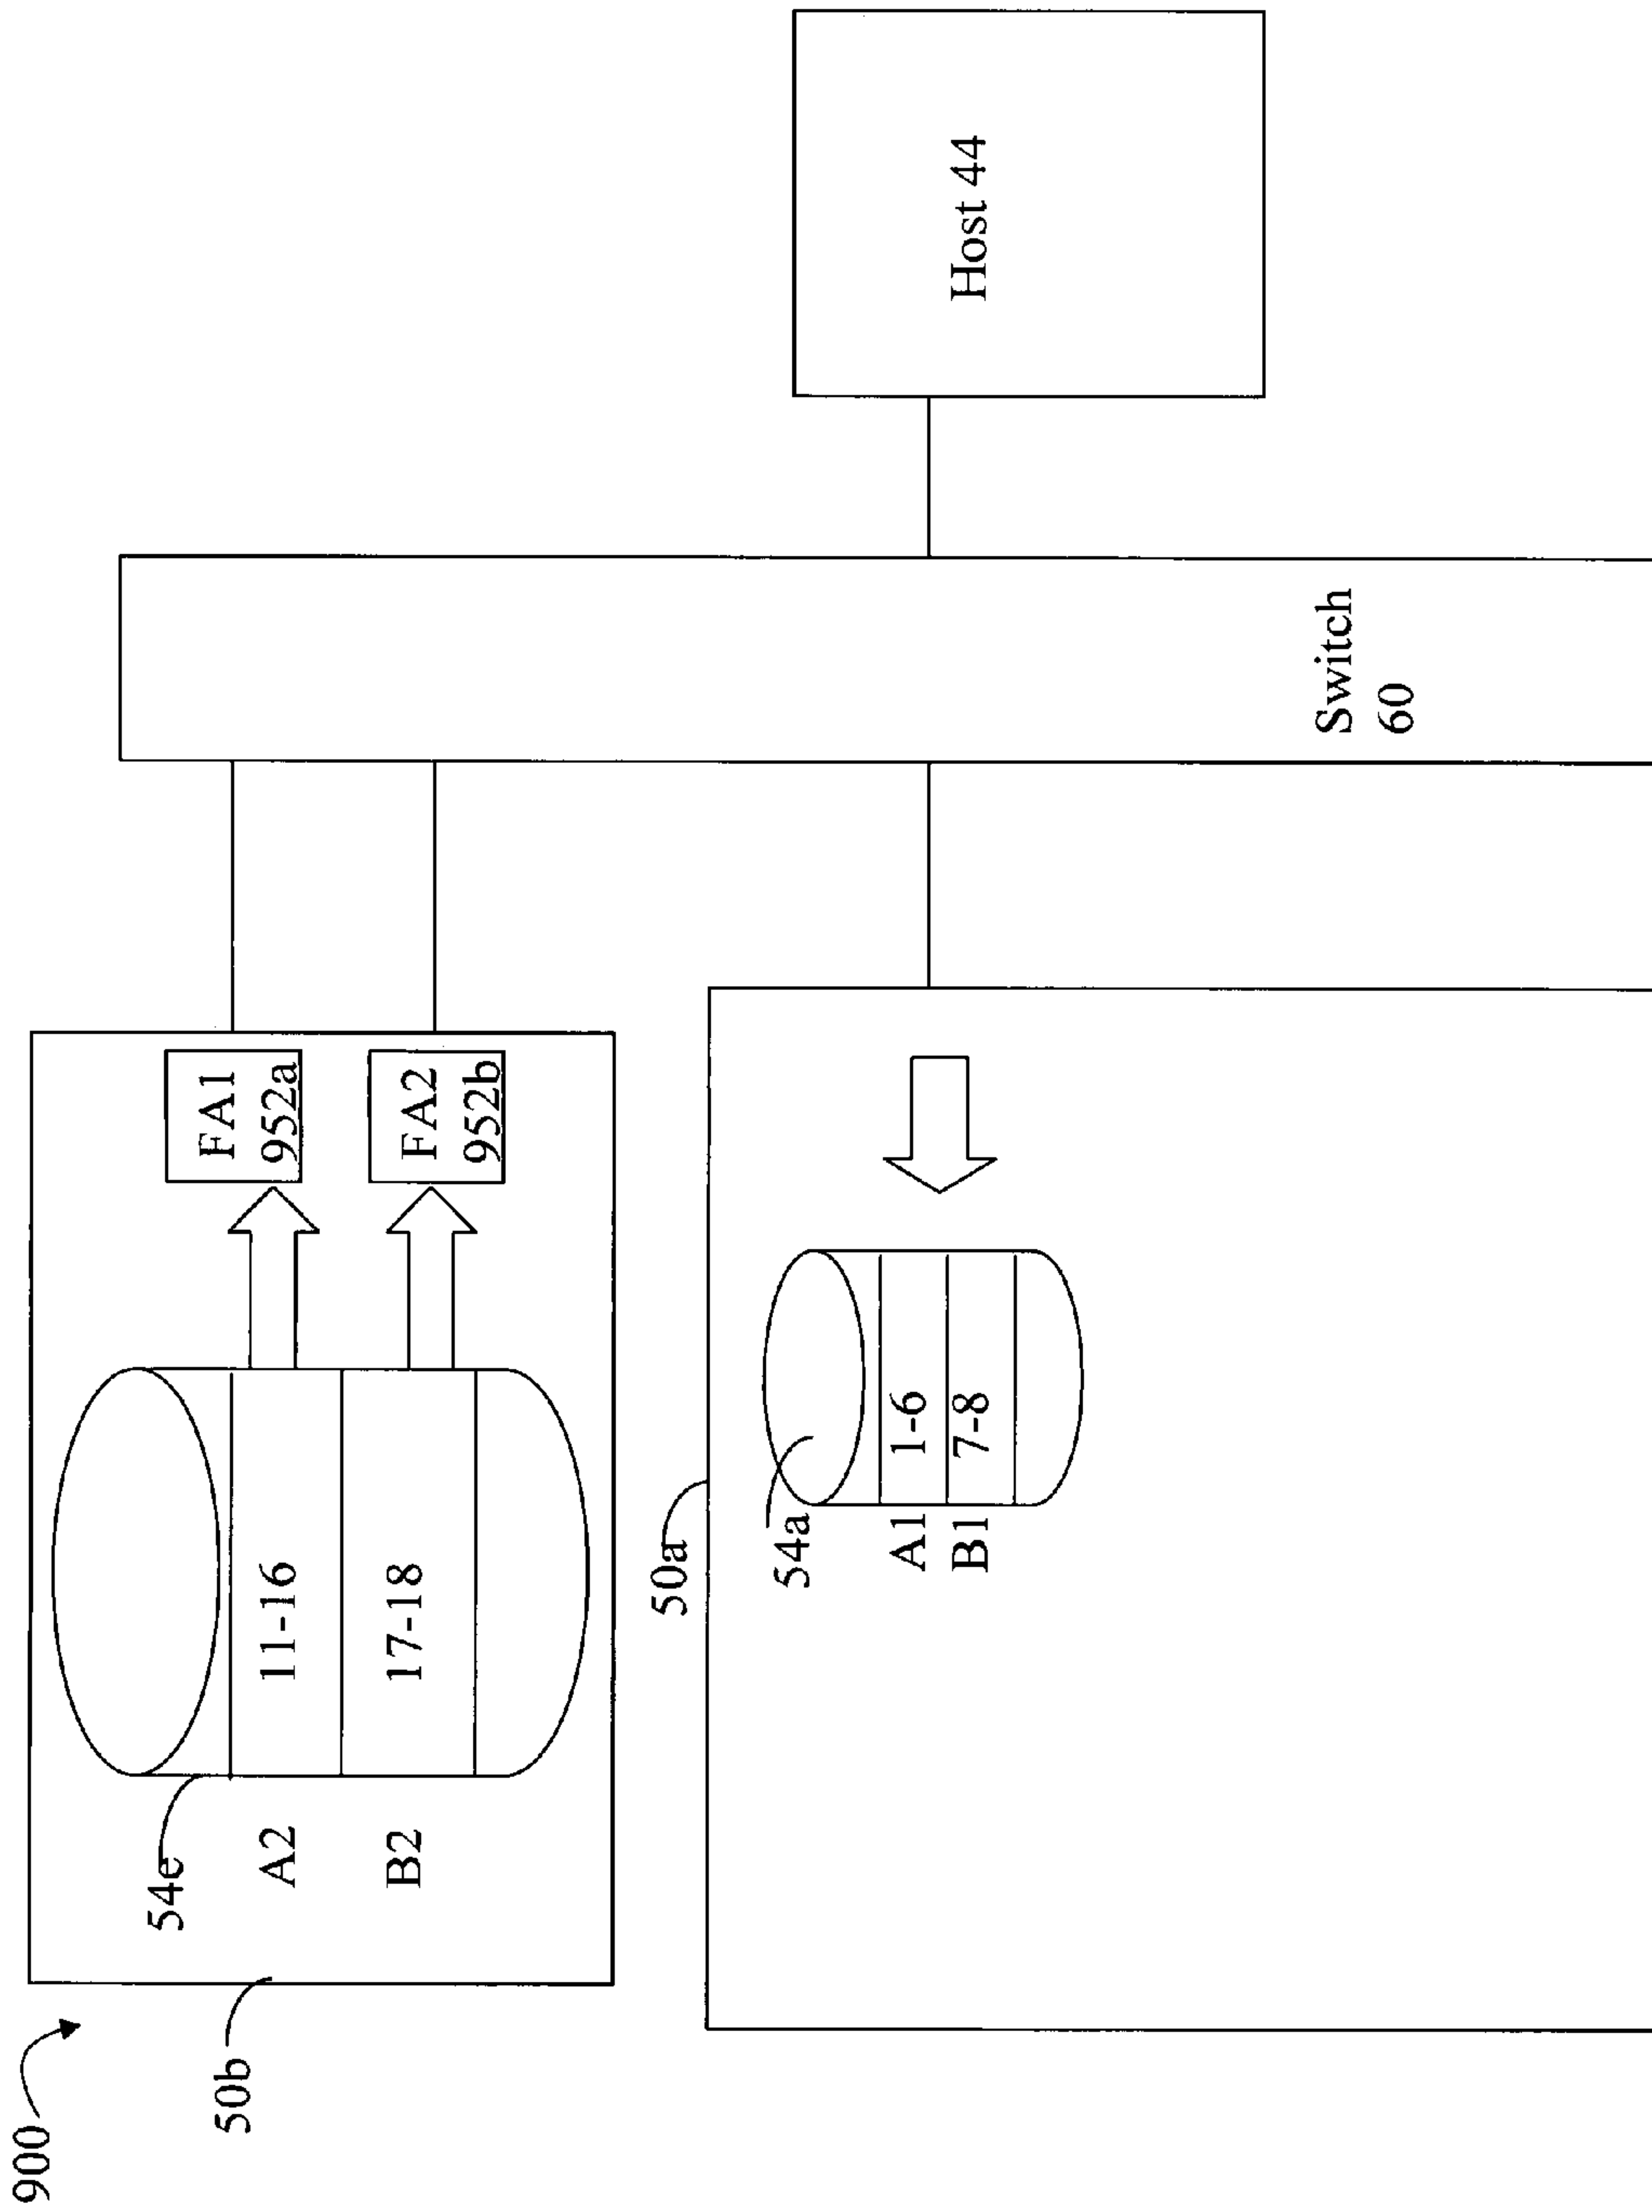 900
50b
54e
A2
11-16
B2
17-18
FA1
952a
FA2
952b
50a
54a
A1
1-6
B1
7-8
Switch
60
Host 44